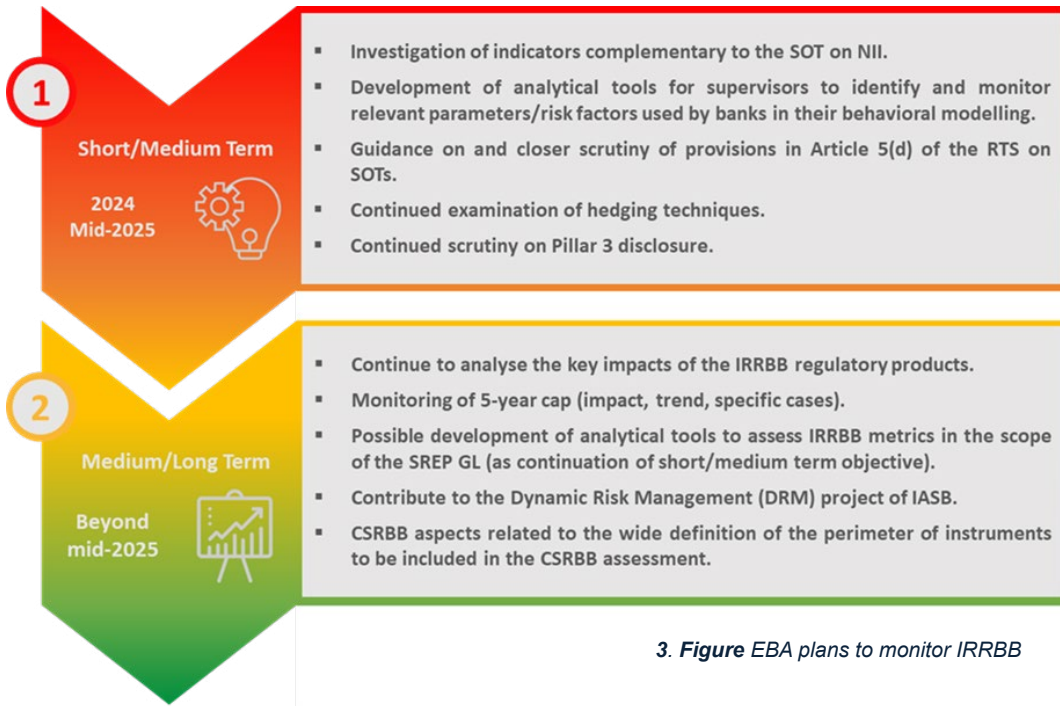 1
Short/Medium Term
2024
Mid-2025
▪ Investigation of indicators complementary to the SOT on NII.
▪ Development of analytical tools for supervisors to identify and monitor
relevant parameters/risk factors used by banks in their behavioral modelling.
▪ Guidance on and closer scrutiny of provisions in Article 5(d) of the RTS on
SOTs.
▪ Continued examination of hedging techniques.
▪ Continued scrutiny on Pillar 3 disclosure.
2
Medium/Long Term
Beyond
mid-2025
▪ Continue to analyse the key impacts of the IRRBB regulatory products.
▪ Monitoring of 5-year cap (impact, trend, specific cases).
▪ Possible development of analytical tools to assess IRRBB metrics in the scope
of the SREP GL (as continuation of short/medium term objective).
▪ Contribute to the Dynamic Risk Management (DRM) project of IASB.
▪ CSRBB aspects related to the wide definition of the perimeter of instruments
to be included in the CSRBB assessment.
3. Figure EBA plans to monitor IRRBB